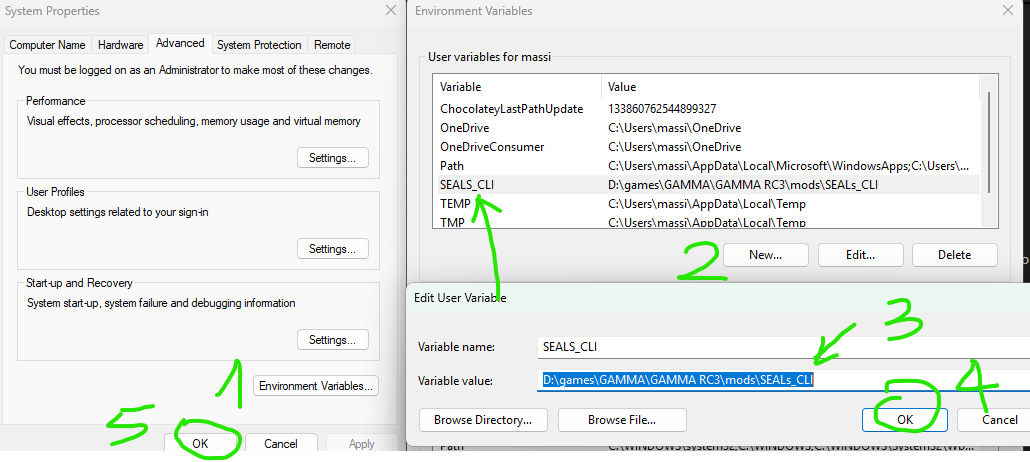 System Properties
Computer Name Hardware Advanced System Protection Remote
You must be logged on as an Administrator to make most of these changes.
Performance
Visual effects, processor scheduling, memory usage and virtual memory
Settings...
User Profiles
Desktop settings related to your sign-in
Settings...
Start-up and Recovery
System start-up, system failure and debugging information
Settings...
1
Environment Variables...
5
OK Cancel Apply
Environment Variables
User variables for massi
Variable Value
ChocolateyLastPathUpdate 133860762544899327
OneDrive C:\Users\massi\OneDrive
OneDriveConsumer C:\Users\massi\OneDrive
Path C:\Users\massi\AppData\Local\Microsoft\WindowsApps;C:\Users\...
SEALS_CLI D:\games\GAMMA\GAMMA RC3\mods\SEALs_CLI
TEMP C:\Users\massi\AppData\Local\Temp
TMP C:\Users\massi\AppData\Local\Temp
2
New... Edit... Delete
Edit User Variable
3
Variable name: SEALS_CLI
Variable value: D:\games\GAMMA\GAMMA RC3\mods\SEALs_CLI
4
Browse Directory... Browse File... OK Cancel